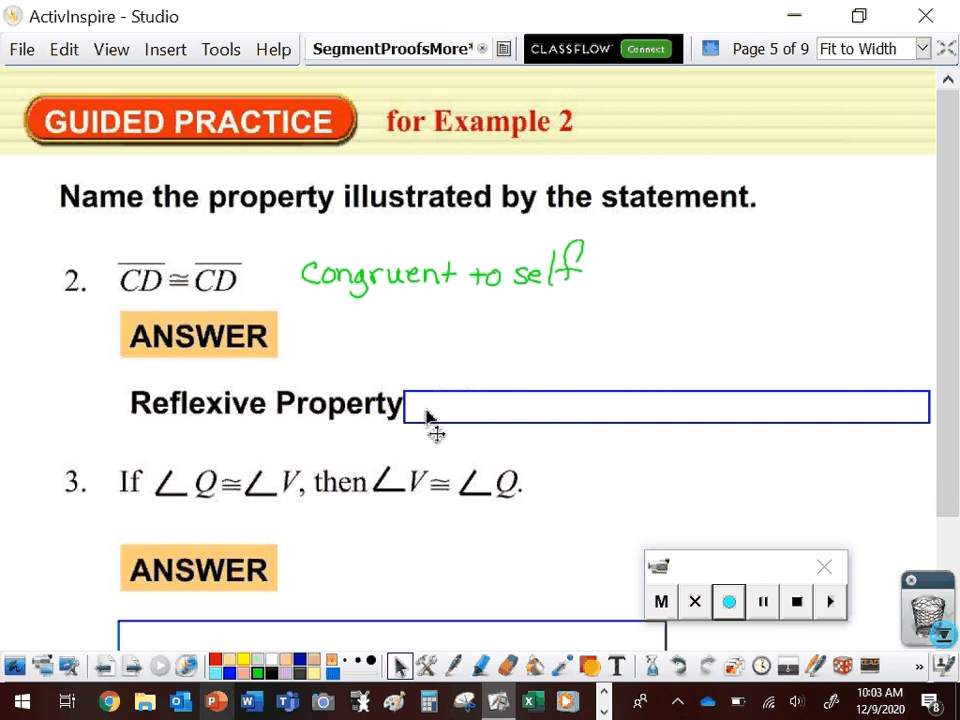 ActivInspire - Studio
File Edit View Insert Tools Help SegmentProofsMore* CLASSFLOW Connect Page 5 of 9 Fit to Width
GUIDED PRACTICE for Example 2
Name the property illustrated by the statement.
2. CD ≅ CD Congruent to self
ANSWER
Reflexive Property
3. If ∠Q ≅ ∠V, then ∠V ≅ ∠Q.
ANSWER
M
T
10:03 AM
12/9/2020
8